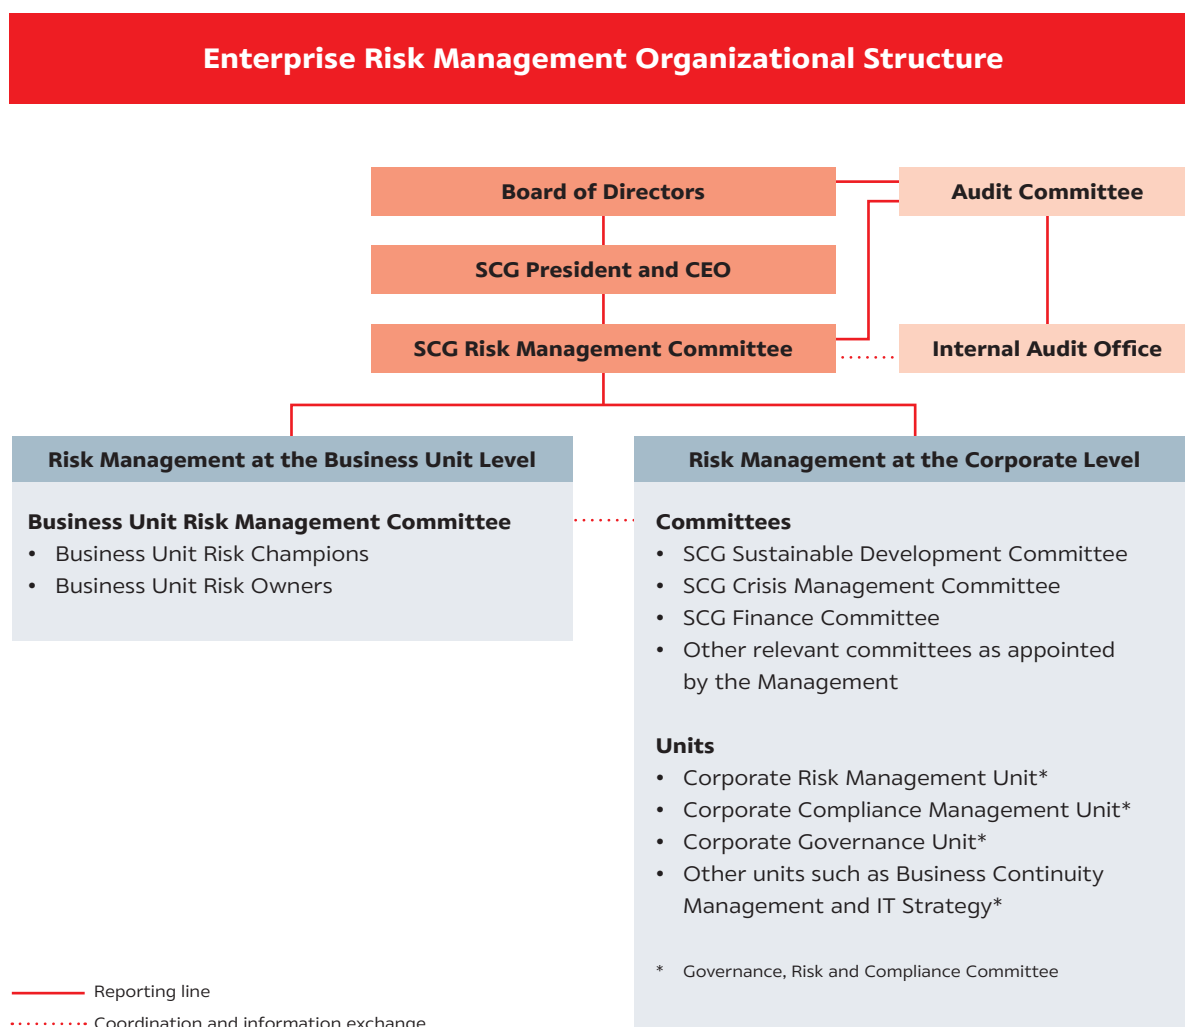 Enterprise Risk Management Organizational Structure
Board of Directors
Audit Committee
SCG President and CEO
SCG Risk Management Committee
Internal Audit Office
Risk Management at the Business Unit Level
Business Unit Risk Management Committee
• Business Unit Risk Champions
• Business Unit Risk Owners
Risk Management at the Corporate Level
Committees
• SCG Sustainable Development Committee
• SCG Crisis Management Committee
• SCG Finance Committee
• Other relevant committees as appointed
by the Management
Units
• Corporate Risk Management Unit*
• Corporate Compliance Management Unit*
• Corporate Governance Unit*
• Other units such as Business Continuity
Management and IT Strategy*
* Governance, Risk and Compliance Committee
Reporting line
Coordination and information exchange